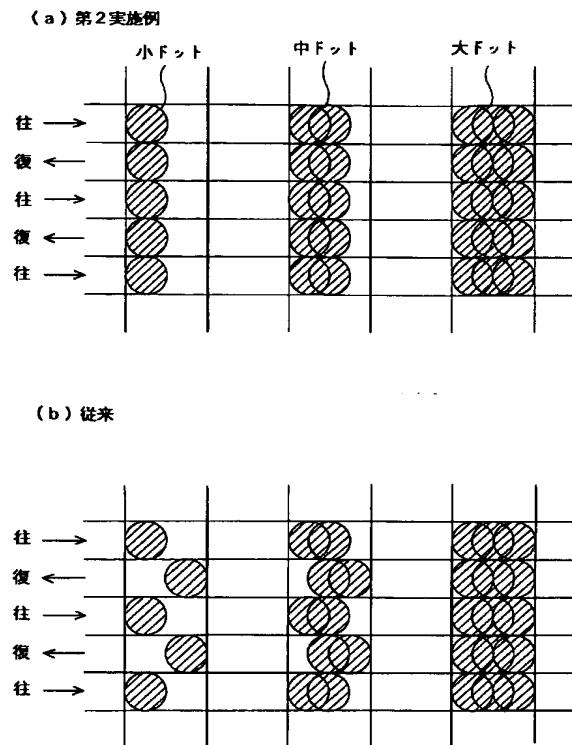 (a)第2実施例
小ドット 中ドット 大ドット
往 →
復 ←
往 →
復 ←
往 →
(b)従来
往 →
復 ←
往 →
復 ←
往 →